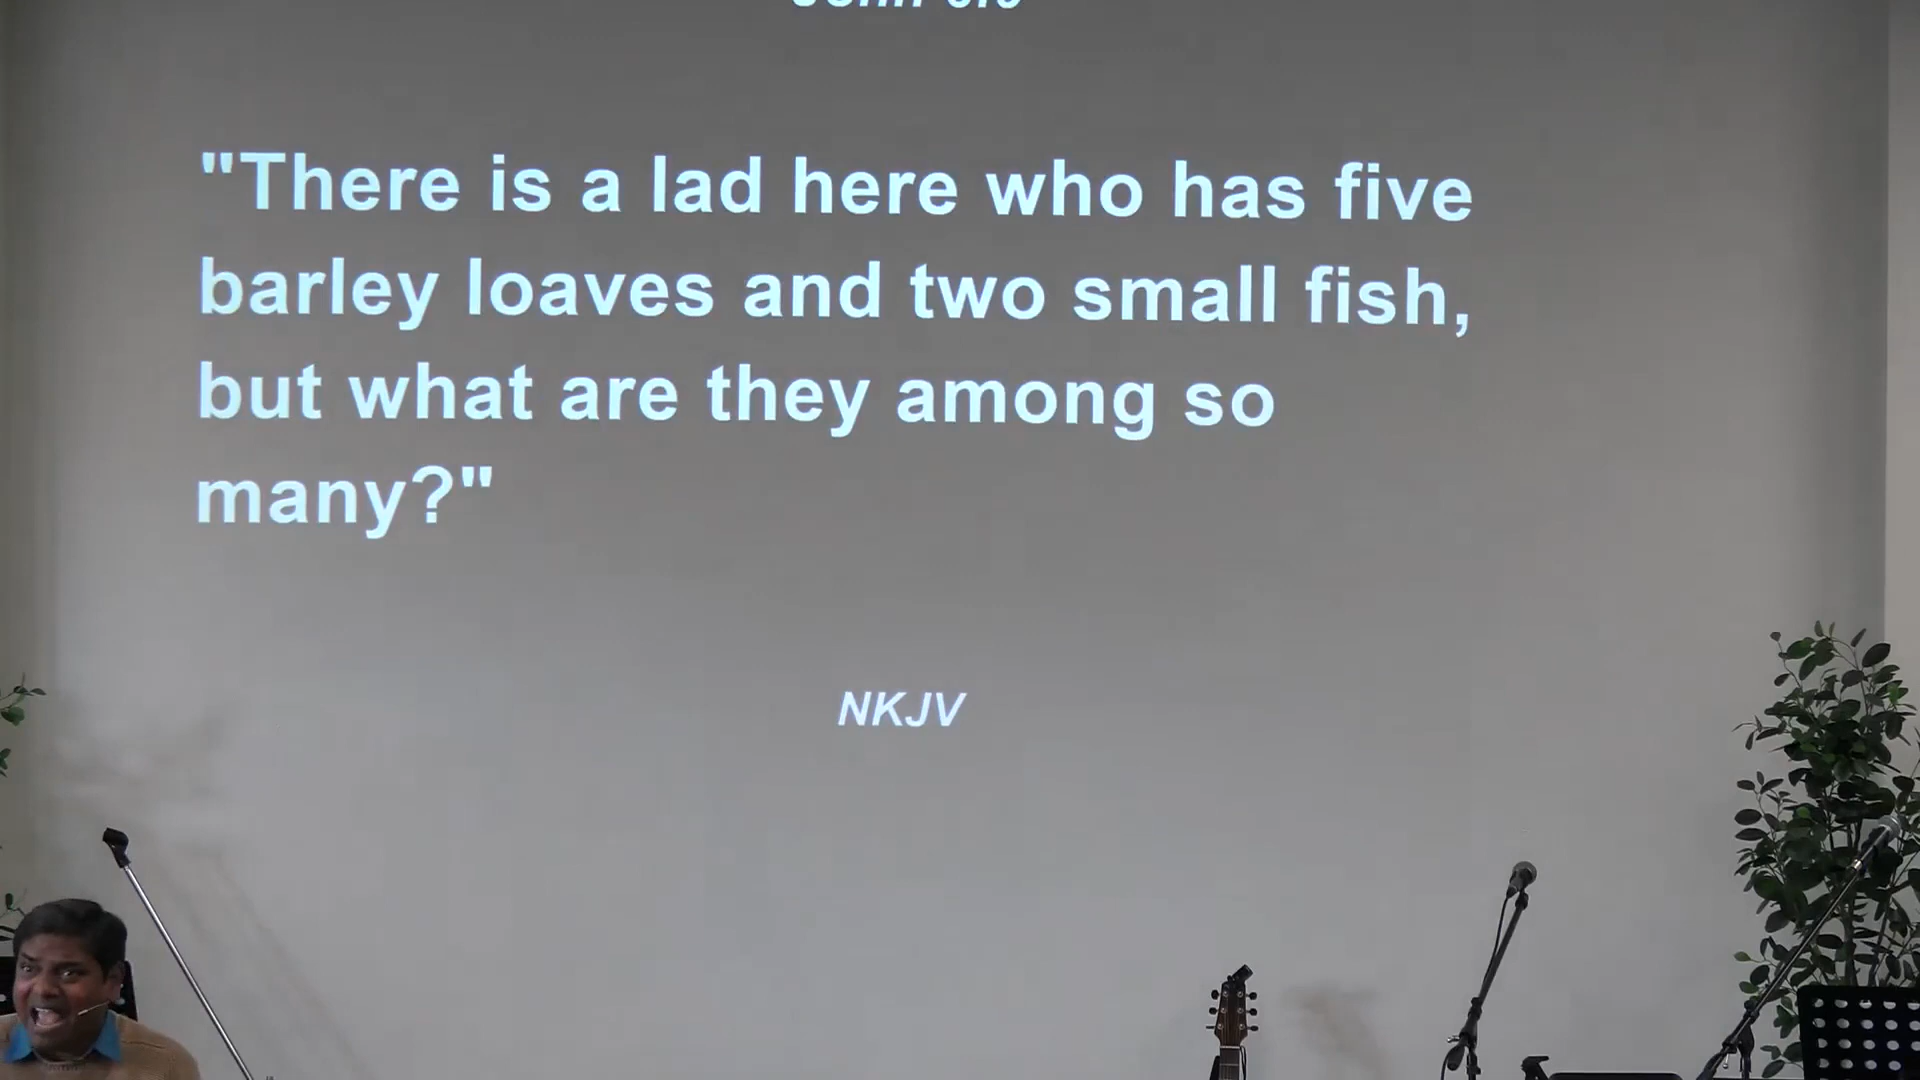 "There is a lad here who has five
barley loaves and two small fish,
but what are they among so
many?"
NKJV